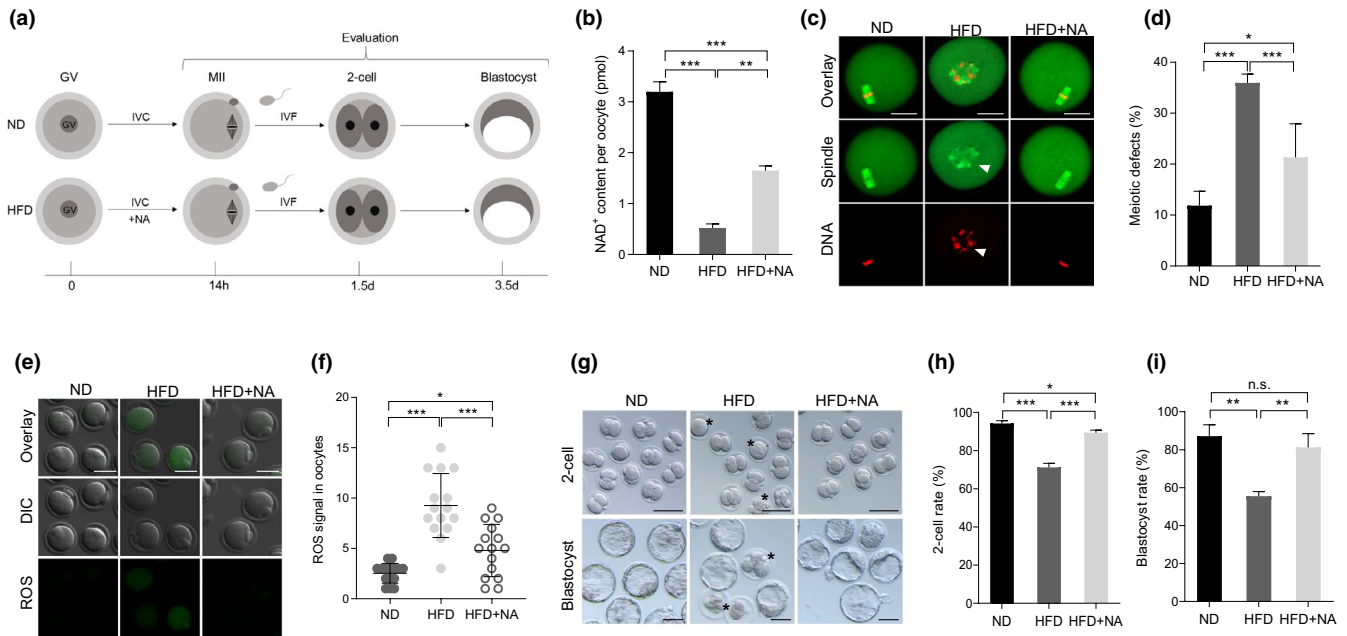 (a)
Evaluation
GV MII 2-cell Blastocyst
ND GV IVC IVF
HFD GV IVC +NA IVF
0 14h 1.5d 3.5d
(b)
NAD+ content per oocyte (pmol)
4
3
2
1
0
***
*** **
ND HFD HFD+NA
(c)
ND HFD HFD+NA
Overlay
Spindle
DNA
(d)
Meiotic defects (%)
40
30
20
10
0
*
*** ***
ND HFD HFD+NA
(e)
ND HFD HFD+NA
Overlay
DIC
ROS
(f)
ROS signal in oocytes
20
15
10
5
0
*
*** ***
ND HFD HFD+NA
(g)
ND HFD HFD+NA
2-cell
* * *
Blastocyst
* *
(h)
2-cell rate (%)
100
80
60
40
20
0
*
*** ***
ND HFD HFD+NA
(i)
Blastocyst rate (%)
100
80
60
40
20
0
n.s.
** **
ND HFD HFD+NA